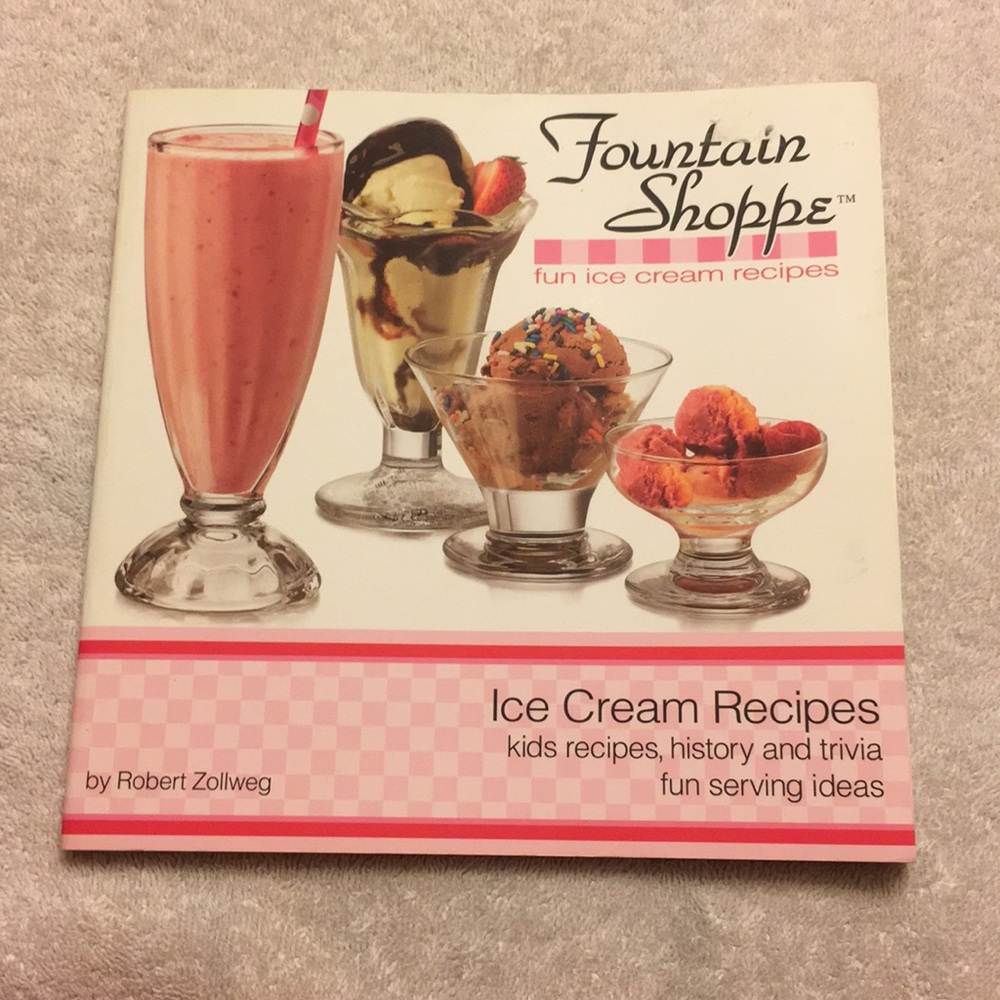 Fountain
Shoppe™
fun ice cream recipes
Ice Cream Recipes
kids recipes, history and trivia
by Robert Zollweg
fun serving ideas